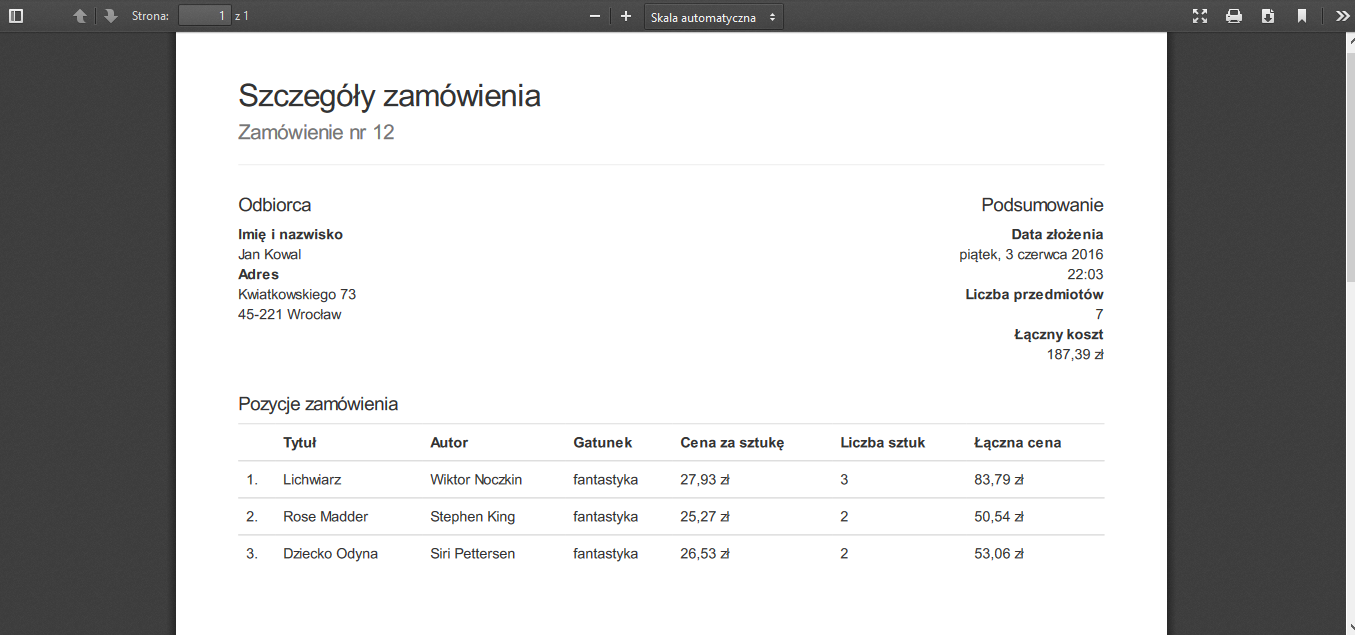 Strona: 1 z 1 Skala automatyczna
Szczegóły zamówienia
Zamówienie nr 12
Odbiorca
Imię i nazwisko
Jan Kowal
Adres
Kwiatkowskiego 73
45-221 Wrocław
Podsumowanie
Data złożenia
piątek, 3 czerwca 2016
22:03
Liczba przedmiotów
7
Łączny koszt
187,39 zł
Pozycje zamówienia
Tytuł Autor Gatunek Cena za sztukę Liczba sztuk Łączna cena
1. Lichwiarz Wiktor Noczkin fantastyka 27,93 zł 3 83,79 zł
2. Rose Madder Stephen King fantastyka 25,27 zł 2 50,54 zł
3. Dziecko Odyna Siri Pettersen fantastyka 26,53 zł 2 53,06 zł